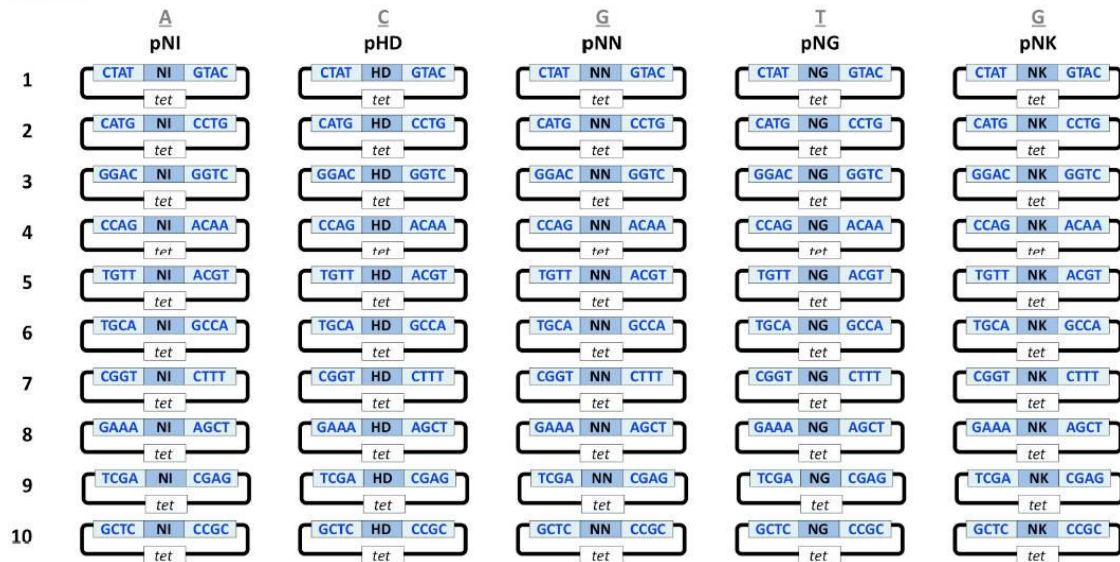 A C G T G
pNI pHD pNN pNG pNK
1 CTAT NI GTAC CTAT HD GTAC CTAT NN GTAC CTAT NG GTAC CTAT NK GTAC
tet tet tet tet tet
2 CATG NI CCTG CATG HD CCTG CATG NN CCTG CATG NG CCTG CATG NK CCTG
tet tet tet tet tet
3 GGAC NI GGTC GGAC HD GGTC GGAC NN GGTC GGAC NG GGTC GGAC NK GGTC
tet tet tet tet tet
4 CCAG NI ACAA CCAG HD ACAA CCAG NN ACAA CCAG NG ACAA CCAG NK ACAA
tet tet tet tet tet
5 TGTT NI ACGT TGTT HD ACGT TGTT NN ACGT TGTT NG ACGT TGTT NK ACGT
tet tet tet tet tet
6 TGCA NI GCCA TGCA HD GCCA TGCA NN GCCA TGCA NG GCCA TGCA NK GCCA
tet tet tet tet tet
7 CGGT NI CTTT CGGT HD CTTT CGGT NN CTTT CGGT NG CTTT CGGT NK CTTT
tet tet tet tet tet
8 GAAA NI AGCT GAAA HD AGCT GAAA NN AGCT GAAA NG AGCT GAAA NK AGCT
tet tet tet tet tet
9 TCGA NI CGAG TCGA HD CGAG TCGA NN CGAG TCGA NG CGAG TCGA NK CGAG
tet tet tet tet tet
10 GCTC NI CCGC GCTC HD CCGC GCTC NN CCGC GCTC NG CCGC GCTC NK CCGC
tet tet tet tet tet